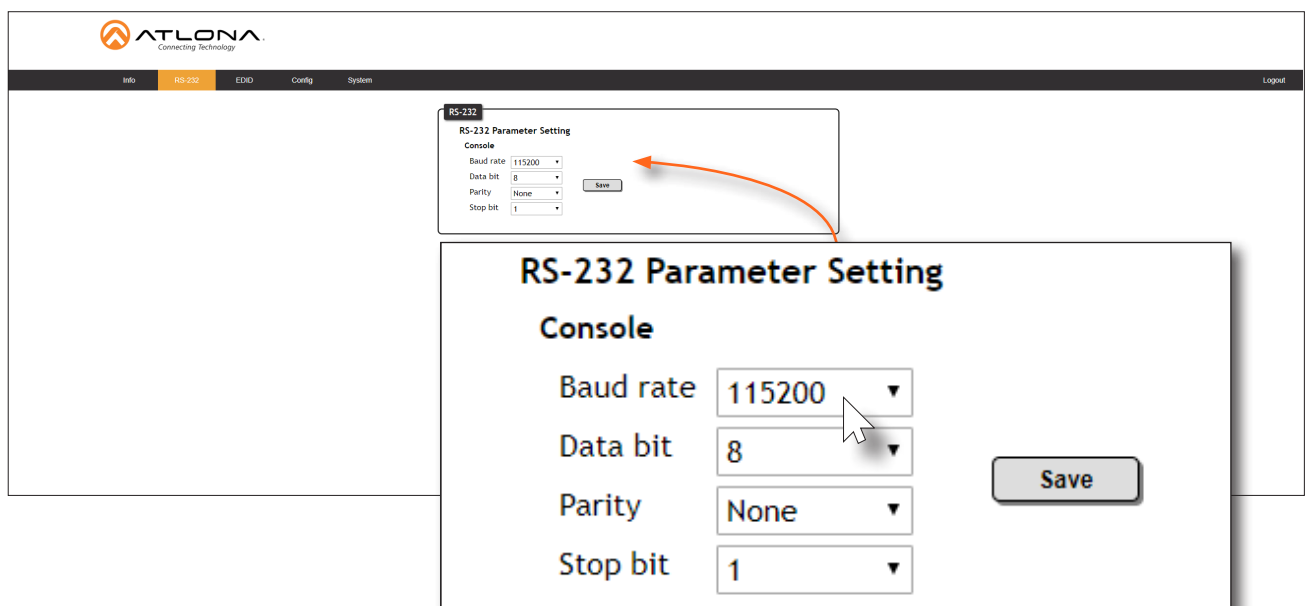 ATLONA.
Connecting Technology
Info RS-232 EDID Config System Logout
RS-232
RS-232 Parameter Setting
Console
Baud rate 115200
Data bit 8
Parity None
Stop bit 1
Save
RS-232 Parameter Setting
Console
Baud rate 115200
Data bit 8
Parity None
Stop bit 1
Save